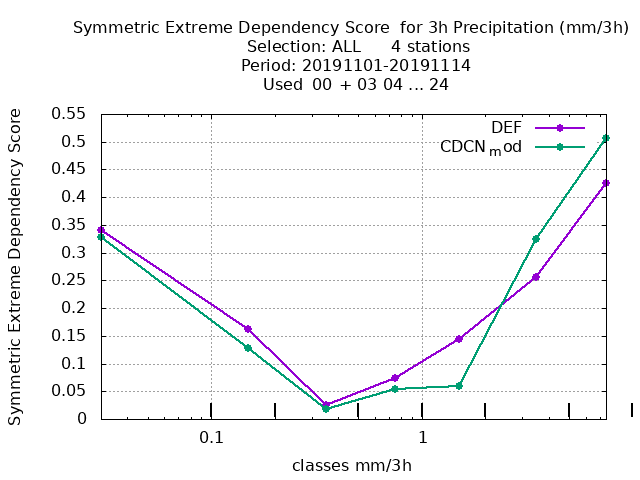 Symmetric Extreme Dependency Score  for 3h Precipitation (mm/3h)
Selection: ALL      4 stations
Period: 20191101-20191114
Used  00  + 03 04 ... 24
Symmetric Extreme Dependency Score
0.55
0.5
0.45
0.4
0.35
0.3
0.25
0.2
0.15
0.1
0.05
0
DEF
CDCNmod
0.1
1
classes mm/3h